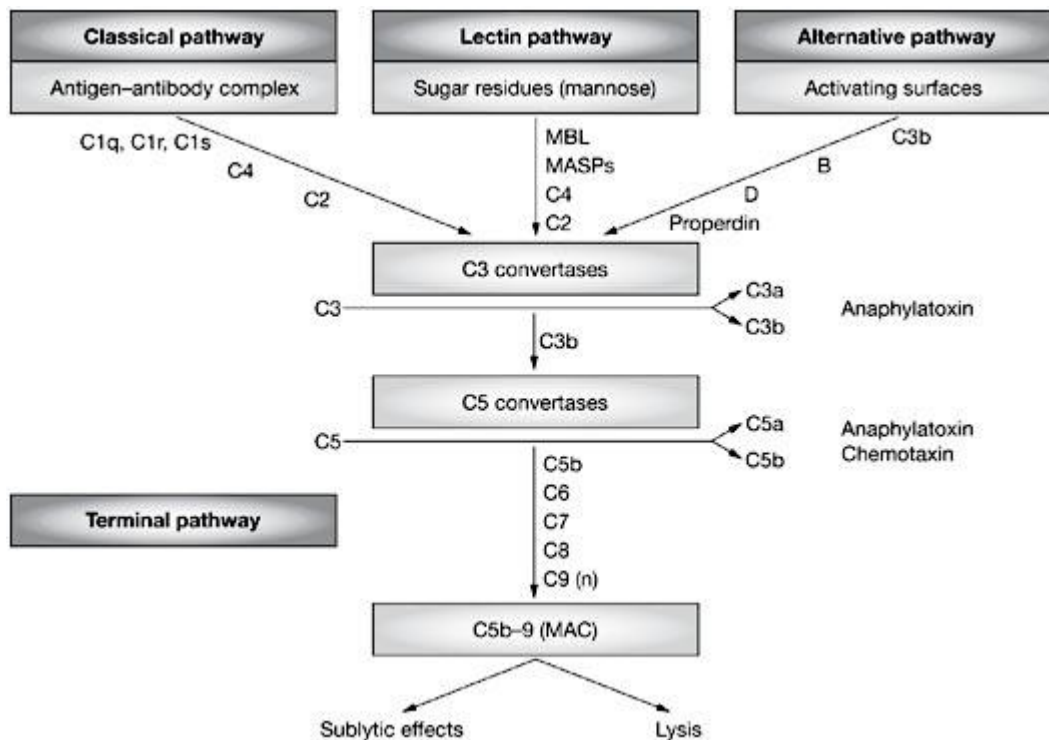 Classical pathway
Antigen–antibody complex
Lectin pathway
Sugar residues (mannose)
Alternative pathway
Activating surfaces
C1q, C1r, C1s
C4
C2
MBL
MASPs
C4
C2
C3b
B
D
Properdin
C3 convertases
C3
C3a
C3b
Anaphylatoxin
C3b
C5 convertases
C5
C5a
C5b
Anaphylatoxin
Chemotaxin
C5b
C6
C7
C8
C9 (n)
Terminal pathway
C5b–9 (MAC)
Sublytic effects
Lysis